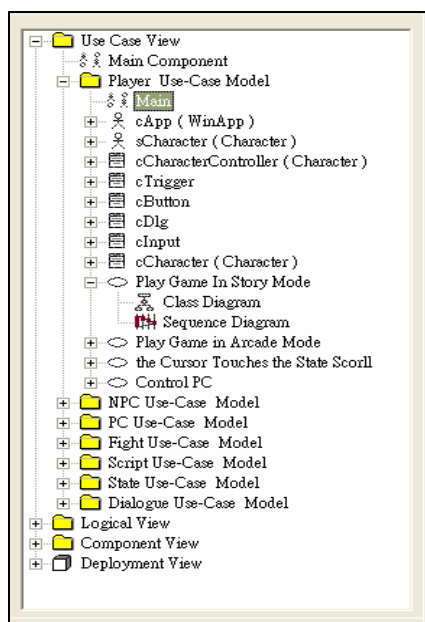 Use Case View
Main Component
Player Use-Case Model
Main
cApp ( WinApp )
sCharacter ( Character )
cCharacterController ( Character )
cTrigger
cButton
cDlg
cInput
cCharacter ( Character )
Play Game In Story Mode
Class Diagram
Sequence Diagram
Play Game in Arcade Mode
the Cursor Touches the State Scorll
Control PC
NPC Use-Case Model
PC Use-Case Model
Fight Use-Case Model
Script Use-Case Model
State Use-Case Model
Dialogue Use-Case Model
Logical View
Component View
Deployment View